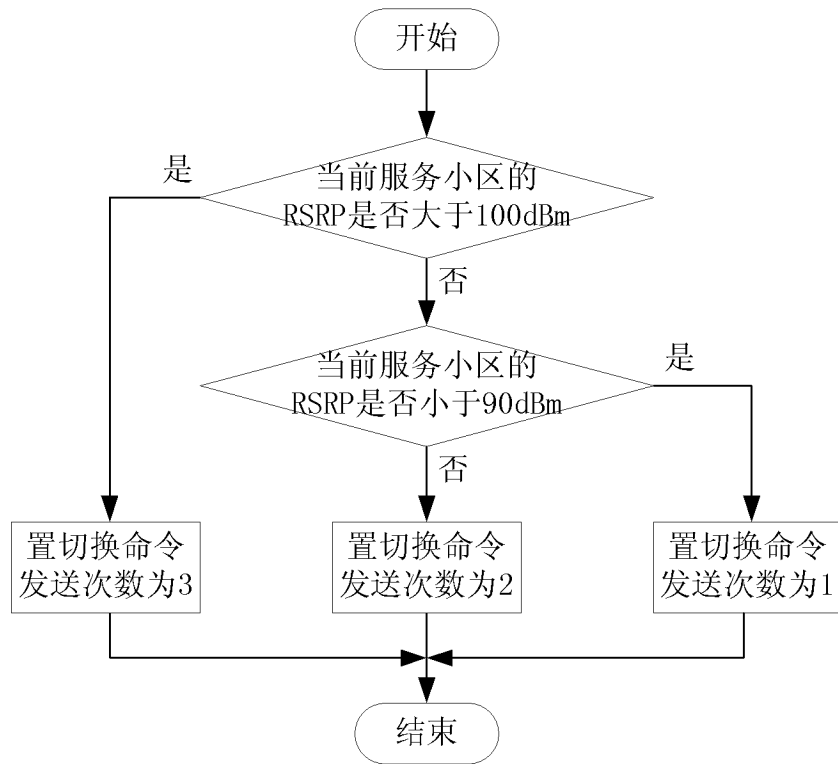 开始
是
当前服务小区的
RSRP是否大于100dBm
否
当前服务小区的
RSRP是否小于90dBm
是
否
置切换命令
发送次数为3
置切换命令
发送次数为2
置切换命令
发送次数为1
结束